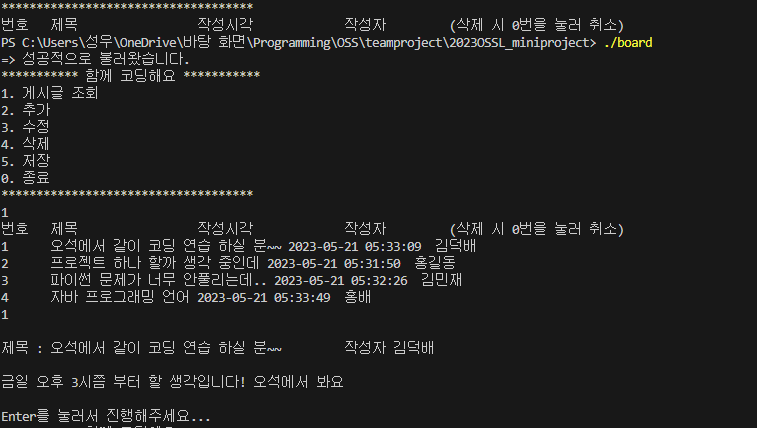 ************************************
번호 제목 작성시각 작성자 (삭제 시 0번을 눌러 취소)
PS C:\Users\성우\OneDrive\바탕 화면\Programming\OSS\teamproject\2023OSSL_miniproject> ./board
=> 성공적으로 불러왔습니다.
*********** 함께 코딩해요 ***********
1. 게시글 조회
2. 추가
3. 수정
4. 삭제
5. 저장
0. 종료
************************************
1
번호 제목 작성시각 작성자 (삭제 시 0번을 눌러 취소)
1 오석에서 같이 코딩 연습 하실 분~~ 2023-05-21 05:33:09 김덕배
2 프로젝트 하나 할까 생각 중인데 2023-05-21 05:31:50 홍길동
3 파이썬 문제가 너무 안풀리는데.. 2023-05-21 05:32:26 김민재
4 자바 프로그래밍 언어 2023-05-21 05:33:49 홍배
1
제목 : 오석에서 같이 코딩 연습 하실 분~~ 작성자 김덕배
금일 오후 3시쯤 부터 할 생각입니다! 오석에서 봐요
Enter를 눌러서 진행해주세요...